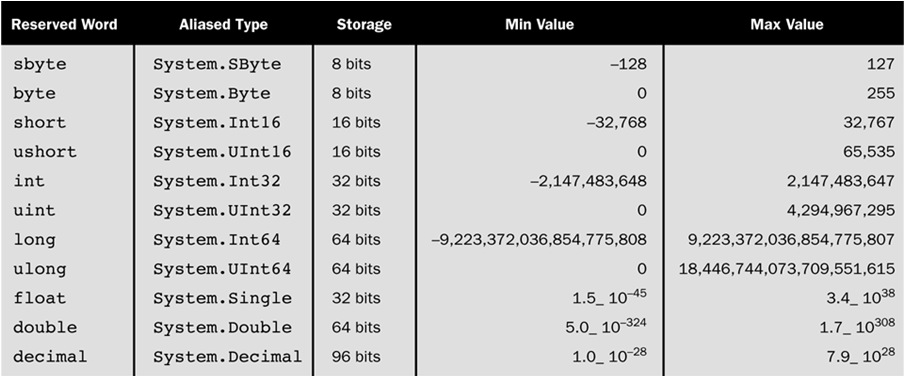 Reserved Word Aliased Type Storage Min Value Max Value
sbyte System.SByte 8 bits –128 127
byte System.Byte 8 bits 0 255
short System.Int16 16 bits –32,768 32,767
ushort System.UInt16 16 bits 0 65,535
int System.Int32 32 bits –2,147,483,648 2,147,483,647
uint System.UInt32 32 bits 0 4,294,967,295
long System.Int64 64 bits –9,223,372,036,854,775,808 9,223,372,036,854,775,807
ulong System.UInt64 64 bits 0 18,446,744,073,709,551,615
float System.Single 32 bits 1.5_ 10⁻⁴⁵ 3.4_ 10³⁸
double System.Double 64 bits 5.0_ 10⁻³²⁴ 1.7_ 10³⁰⁸
decimal System.Decimal 96 bits 1.0_ 10⁻²⁸ 7.9_ 10²⁸